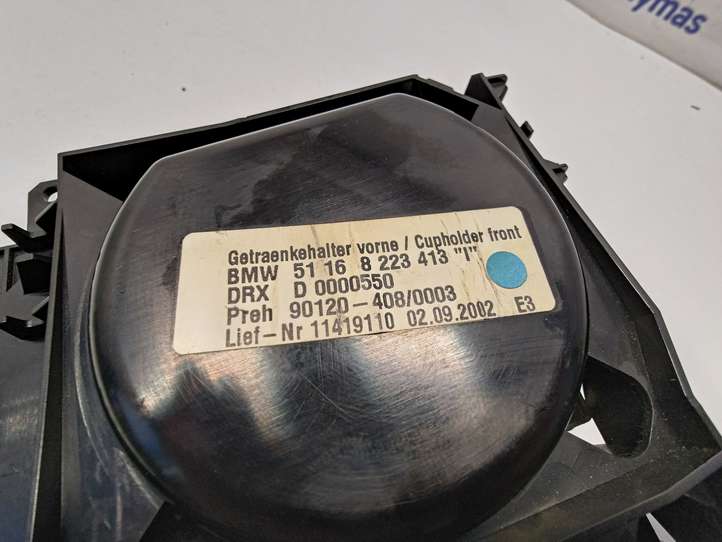 Getraenkehalter vorne / Cupholder front
BMW 51 16 8 223 413 "I"
DRX D 0000550
Preh 90120-408/0003
Lief-Nr 11419110 02.09.2002 E3